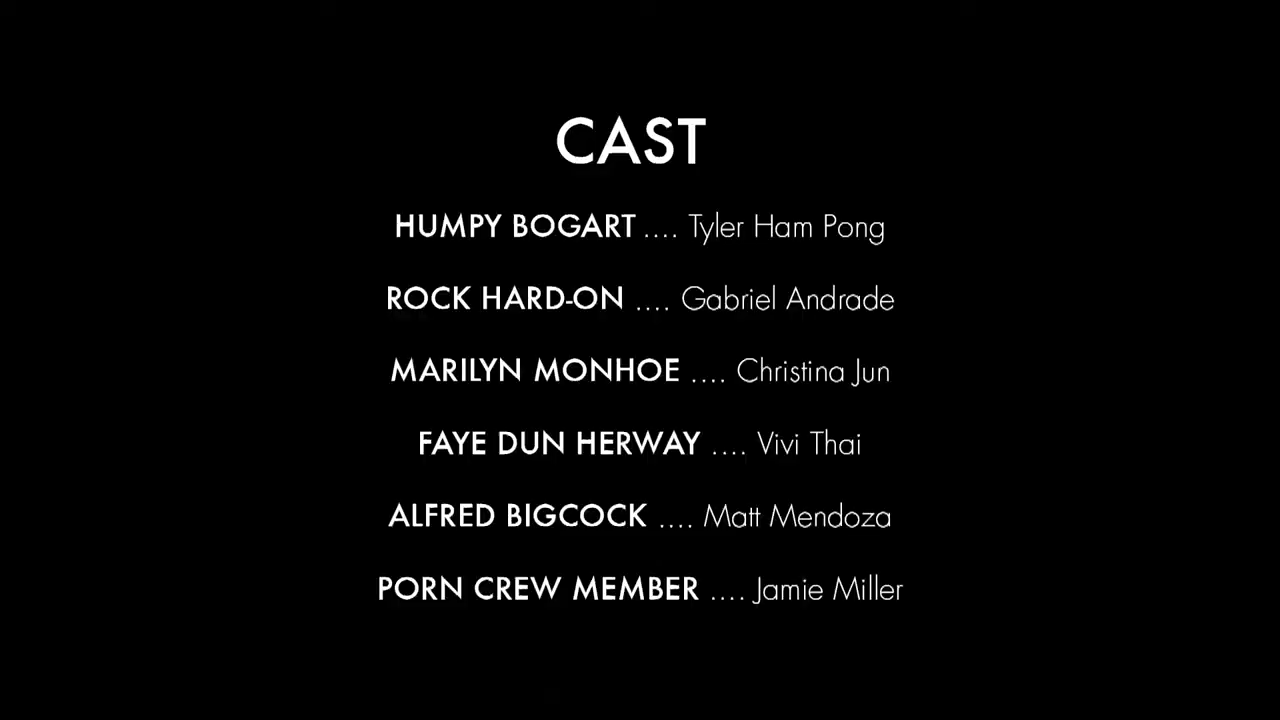 CAST
HUMPY BOGART .... Tyler Ham Pong
ROCK HARD-ON .... Gabriel Andrade
MARILYN MONHOE .... Christina Jun
FAYE DUN HERWAY .... Vivi Thai
ALFRED BIGCOCK .... Matt Mendoza
PORN CREW MEMBER .... Jamie Miller